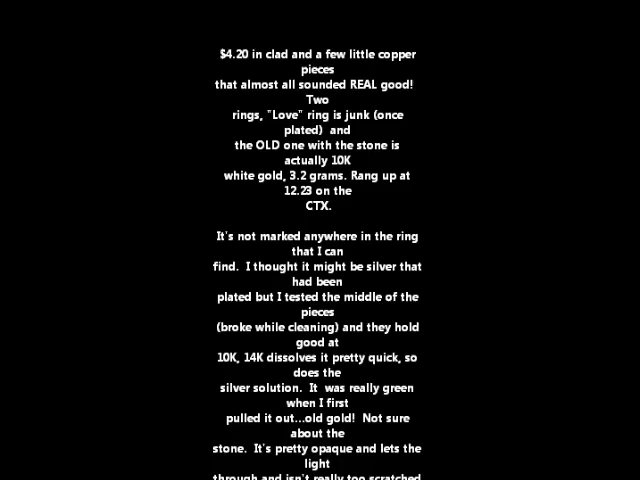 $4.20 in clad and a few little copper
pieces
that almost all sounded REAL good!
Two
rings, "Love" ring is junk (once
plated) and
the OLD one with the stone is
actually 10K
white gold, 3.2 grams. Rang up at
12.23 on the
CTX.
It's not marked anywhere in the ring
that I can
find. I thought it might be silver that
had been
plated but I tested the middle of the
pieces
(broke while cleaning) and they hold
good at
10K, 14K dissolves it pretty quick, so
does the
silver solution. It was really green
when I first
pulled it out...old gold! Not sure
about the
stone. It's pretty opaque and lets the
light
through and isn't really too scratched